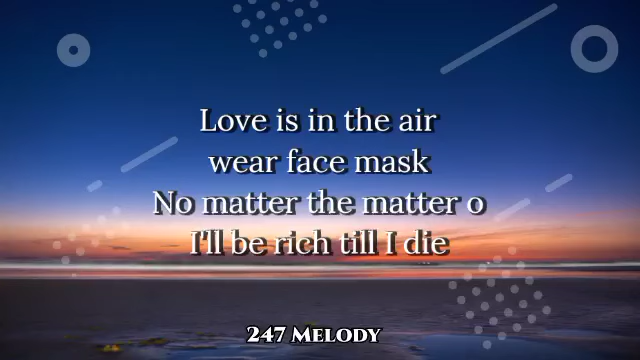 Love is in the air
wear face mask
No matter the matter o
I'll be rich till I die
247 Melody